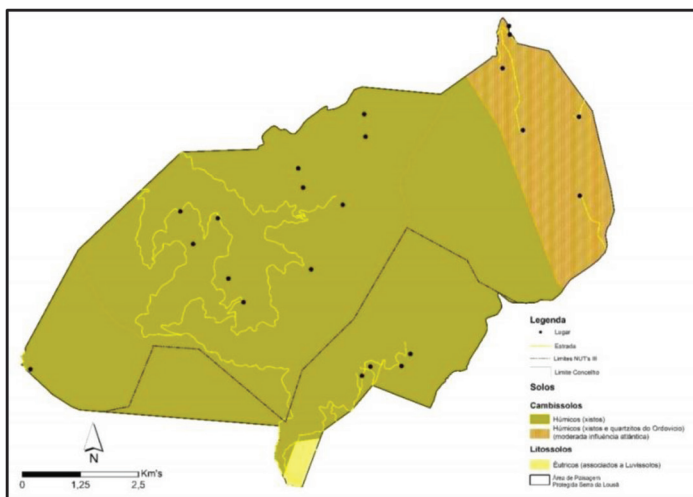 Legenda
Lugar
Estrada
Limites NUT's III
Limite Concelho
Solos
Cambissolos
Húmicos (xistos)
Húmicos (xistos e quartzitos do Ordovício)
(moderada influência atlântica)
Litossolos
Êutricos (associados a Luvissolos)
Área de Paisagem
Protegida Serra da Lousã
N
Km's
0 1,25 2,5